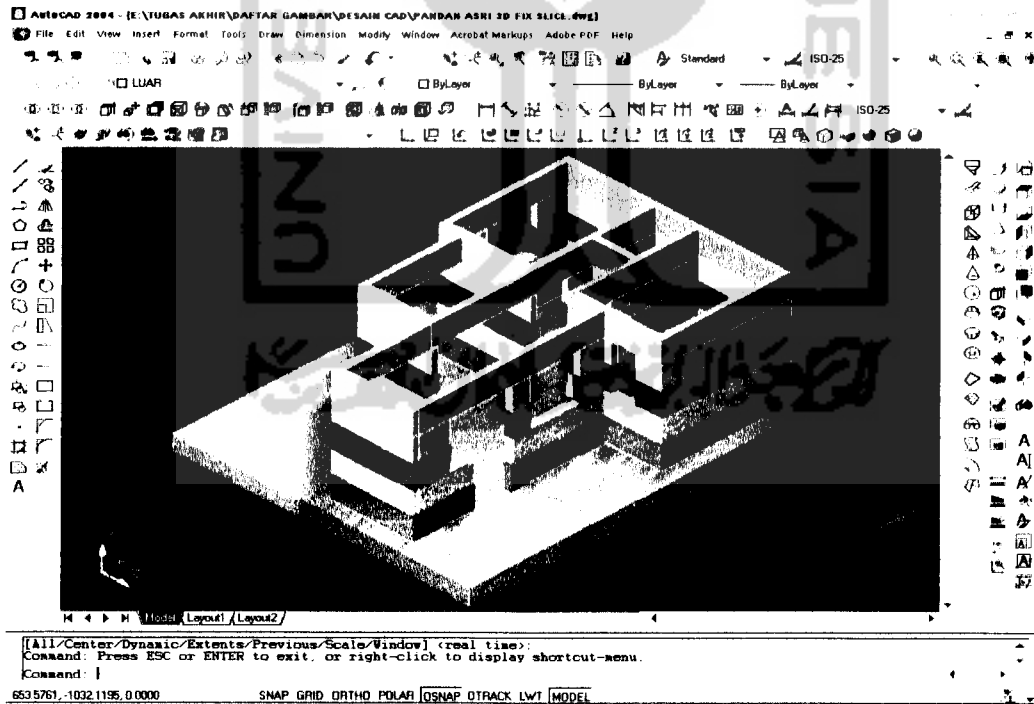 AutoCAD 2004 - [E:\TUGAS AKHIR\DAFTAR GAMBAR\DESAIN CAD\PANDAN ASRI 3D FIX SLICE.dwg]
File Edit View Insert Format Tools Draw Dimension Modify Window Acrobat Markups Adobe PDF Help
Standard ISO-25
LUAR ByLayer ByLayer ByLayer
ISO-25
Model Layout1 Layout2
[All/Center/Dynamic/Extents/Previous/Scale/Window] <real time>:
Command: Press ESC or ENTER to exit, or right-click to display shortcut-menu.
Command:
653.5761, -1032.1195, 0.0000 SNAP GRID ORTHO POLAR OSNAP OTRACK LWT MODEL